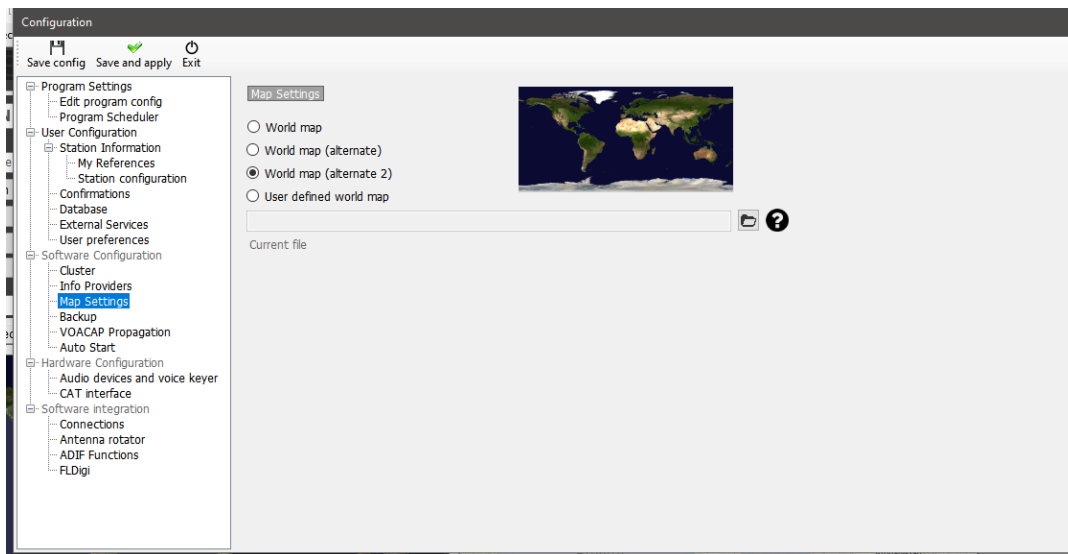 Configuration
Save config Save and apply Exit
Program Settings
Edit program config
Program Scheduler
User Configuration
Station Information
My References
Station configuration
Confirmations
Database
External Services
User preferences
Software Configuration
Cluster
Info Providers
Map Settings
Backup
VOACAP Propagation
Auto Start
Hardware Configuration
Audio devices and voice keyer
CAT interface
Software integration
Connections
Antenna rotator
ADIF Functions
FLDigi
Map Settings
World map
World map (alternate)
World map (alternate 2)
User defined world map
?
Current file